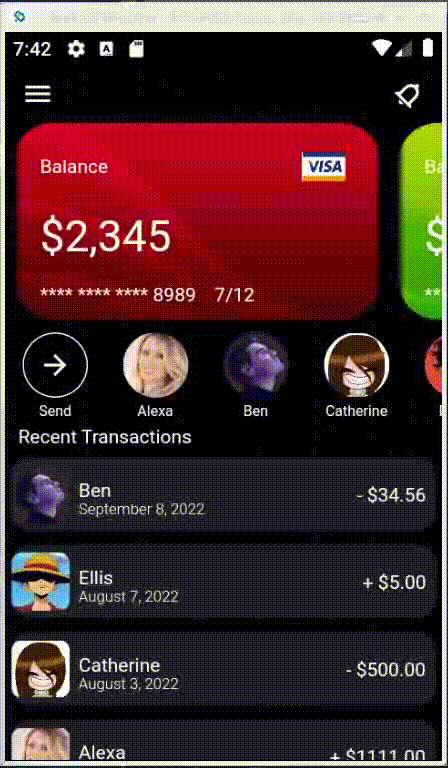 7:42 A
Balance VISA Ba
$2,345 $
**** **** **** 8989 7/12 **
Send Alexa Ben Catherine
Recent Transactions
Ben
September 8, 2022
- $34.56
Ellis
August 7, 2022
+ $5.00
Catherine
August 3, 2022
- $500.00
Alexa
+ $1111.00